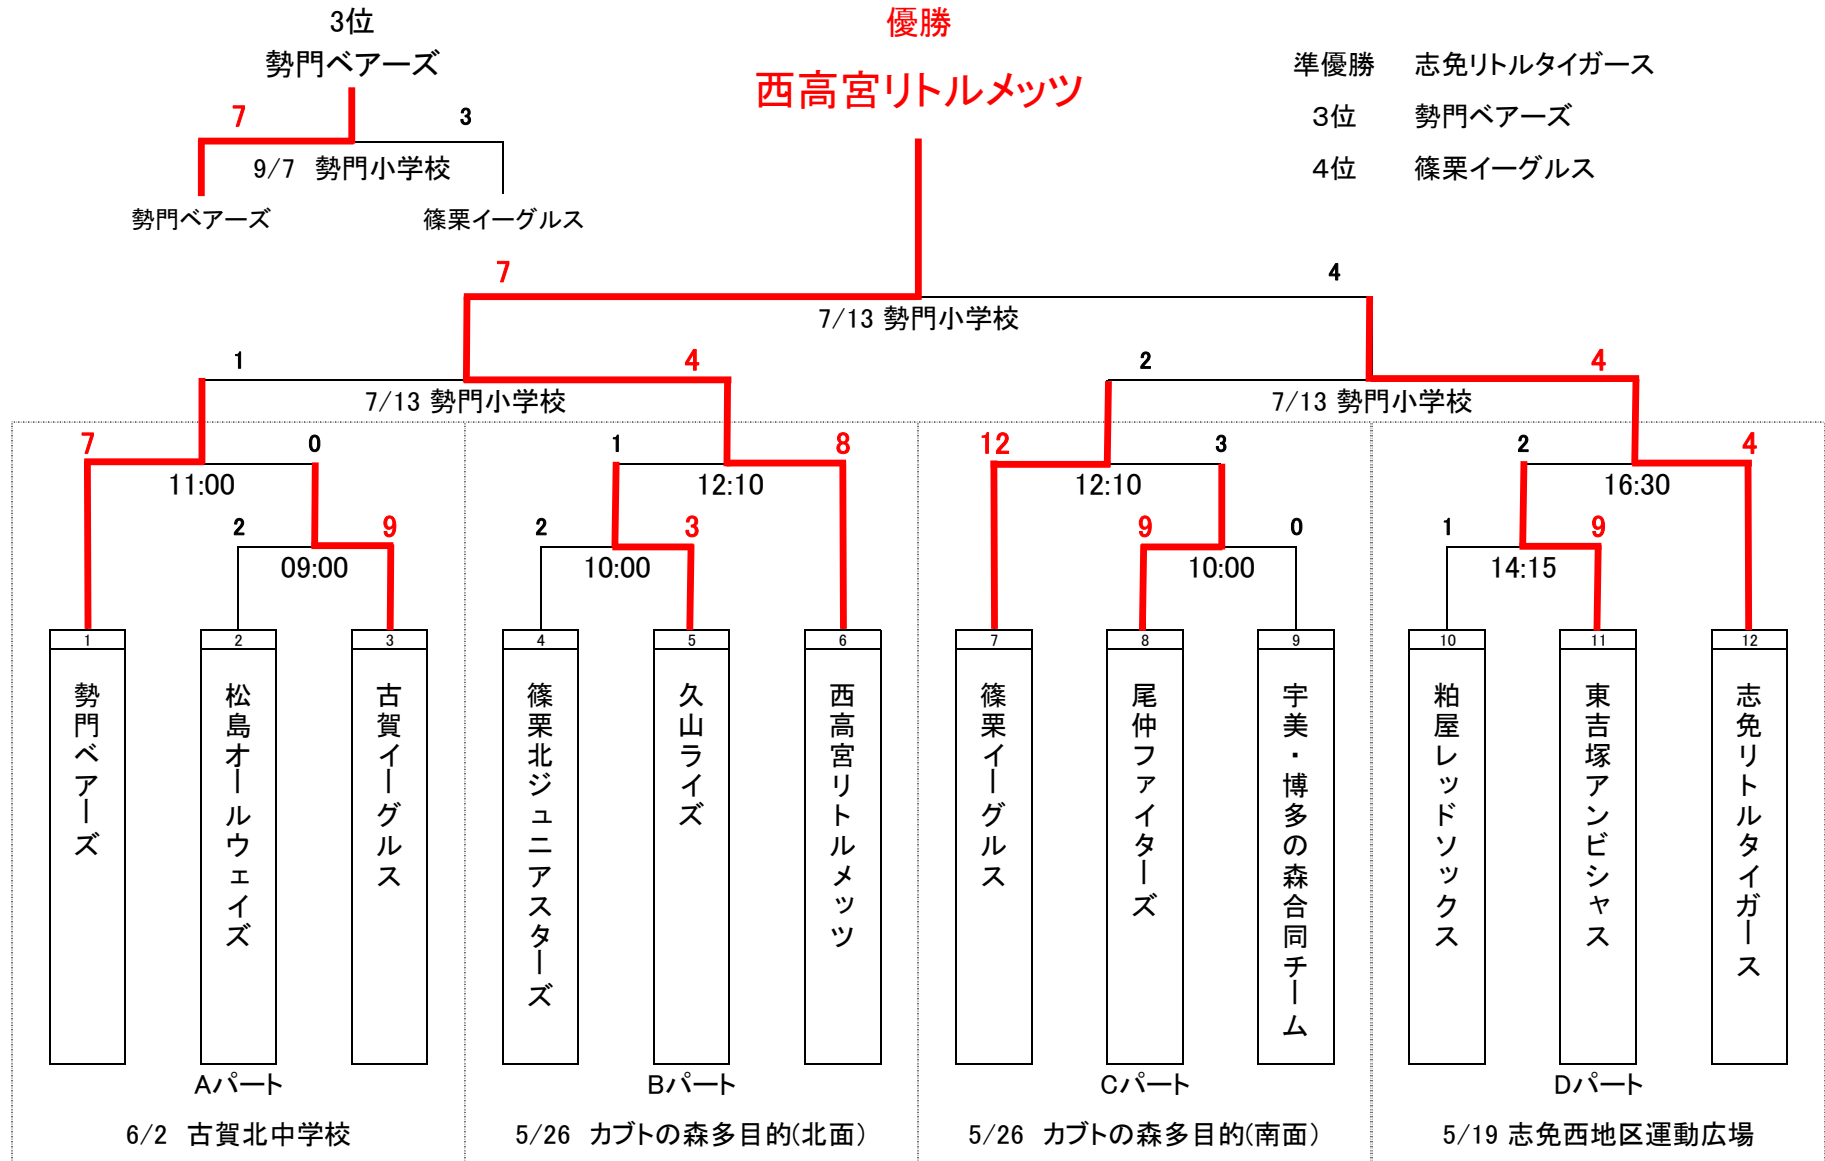 3位
勢門ベアーズ
7
3
9/7 勢門小学校
勢門ベアーズ
篠栗イーグルス
優勝
西高宮リトルメッツ
準優勝 志免リトルタイガース
3位 勢門ベアーズ
4位 篠栗イーグルス
7
4
7/13 勢門小学校
1
4
7/13 勢門小学校
2
4
7/13 勢門小学校
7
0
11:00
1
8
12:10
12
3
12:10
2
4
16:30
2
9
09:00
2
3
10:00
9
0
10:00
1
9
14:15
1
勢門ベアーズ
2
松島オールウェイズ
3
古賀イーグルス
4
篠栗北ジュニアスターズ
5
久山ライズ
6
西高宮リトルメッツ
7
篠栗イーグルス
8
尾仲ファイターズ
9
宇美・博多の森合同チーム
10
粕屋レッドソックス
11
東吉塚アンビシャス
12
志免リトルタイガース
Aパート
Bパート
Cパート
Dパート
6/2 古賀北中学校
5/26 カブトの森多目的(北面)
5/26 カブトの森多目的(南面)
5/19 志免西地区運動広場